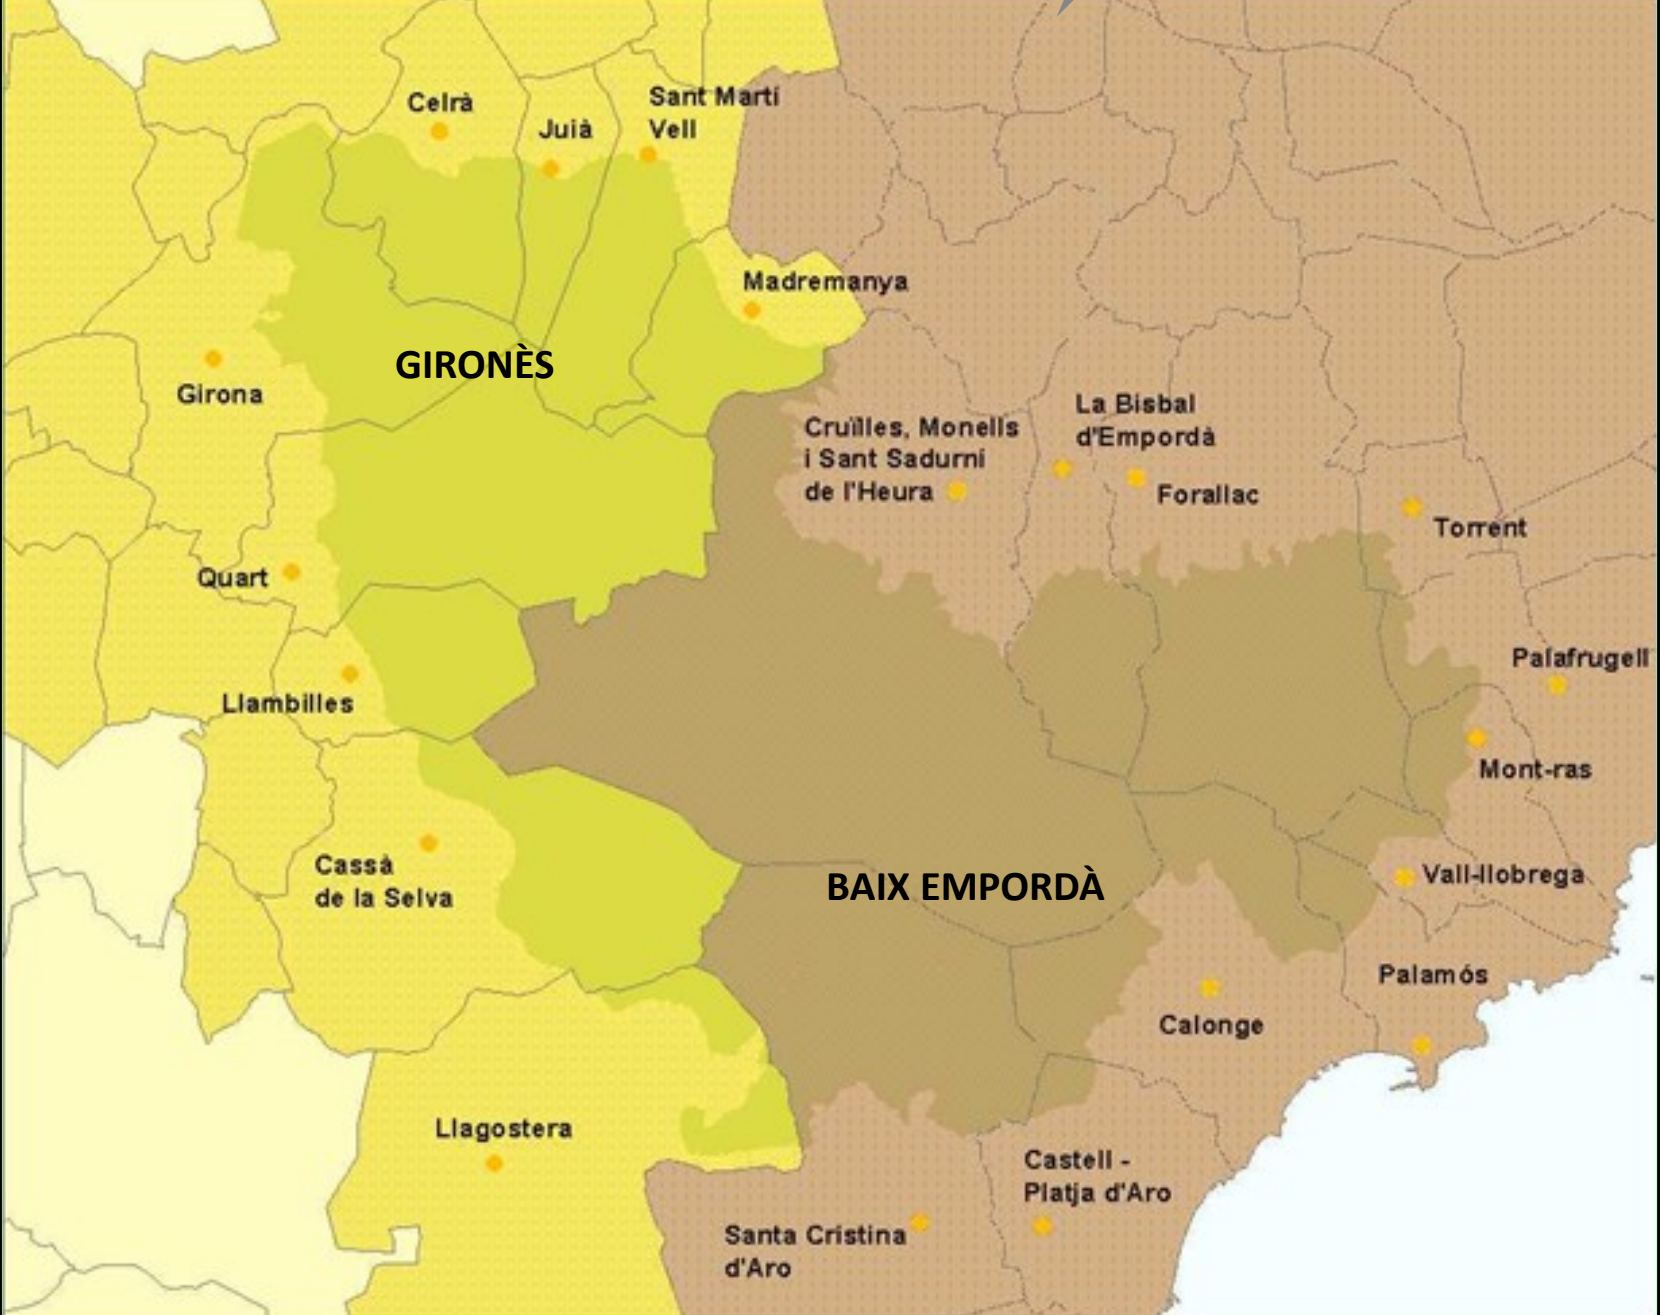 Celrà
Juià
Sant Martí
Vell
Madremanya
GIRONÈS
Girona
Cruïlles, Monells
i Sant Sadurní
de l'Heura
La Bisbal
d'Empordà
Forallac
Torrent
Quart
Palafrugell
Llambilles
Mont-ras
Cassà
de la Selva
BAIX EMPORDÀ
Vall-llobrega
Palamós
Calonge
Llagostera
Castell -
Platja d'Aro
Santa Cristina
d'Aro